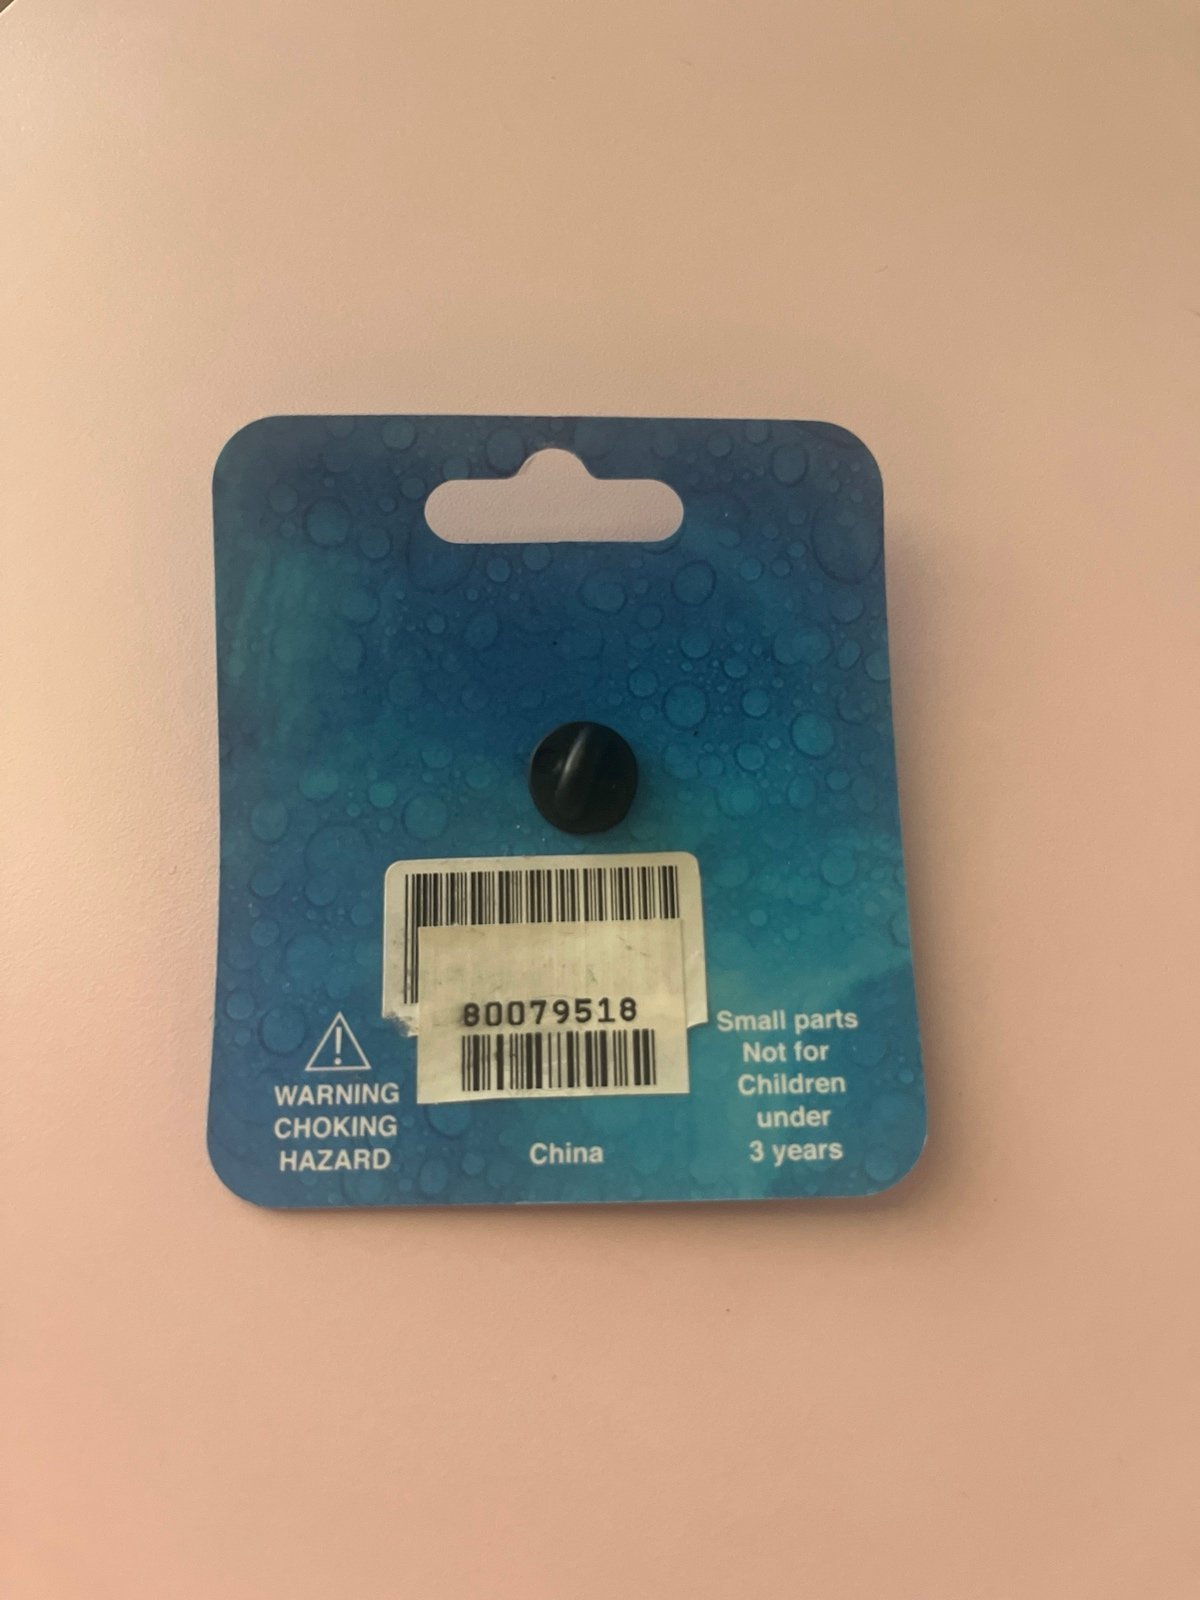 80079518
WARNING
CHOKING
HAZARD
China
Small parts
Not for
Children
under
3 years